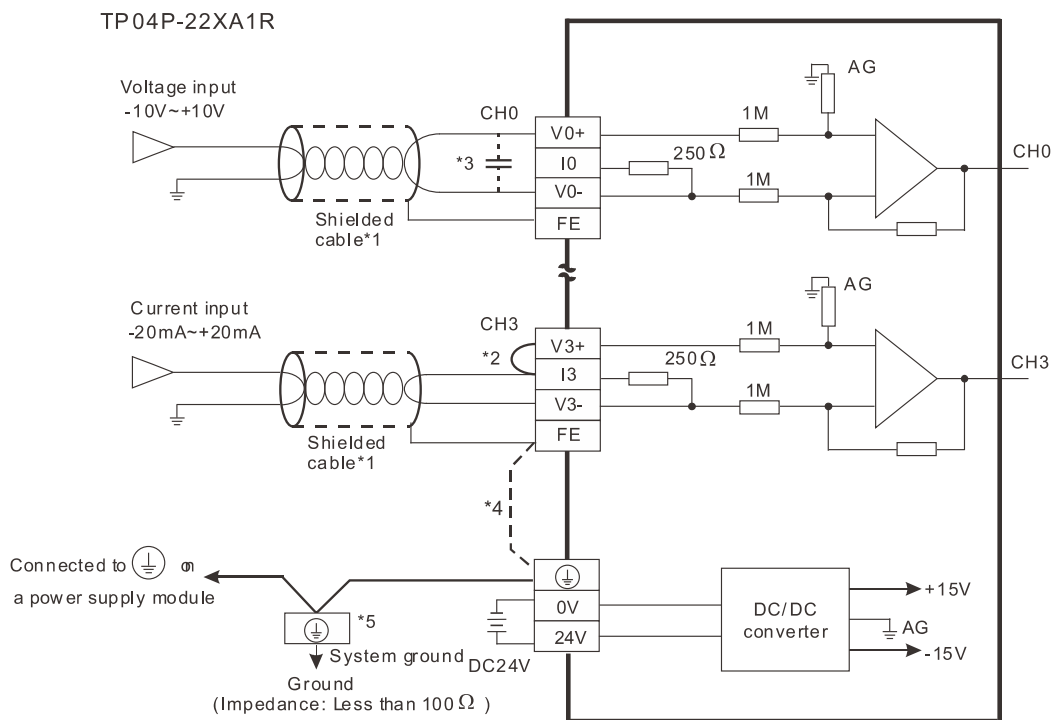 TP04P-22XA1R
Voltage input
-10V~+10V
CH0
*3
Shielded
cable*1
V0+
I0
V0-
FE
250Ω
1M
1M
AG
CH0
Current input
-20mA~+20mA
CH3
*2
Shielded
cable*1
V3+
I3
V3-
FE
250Ω
1M
1M
AG
CH3
*4
Connected to on
a power supply module
*5
System ground
Ground
(Impedance: Less than 100Ω)
DC24V
0V
24V
DC/DC
converter
+15V
AG
-15V